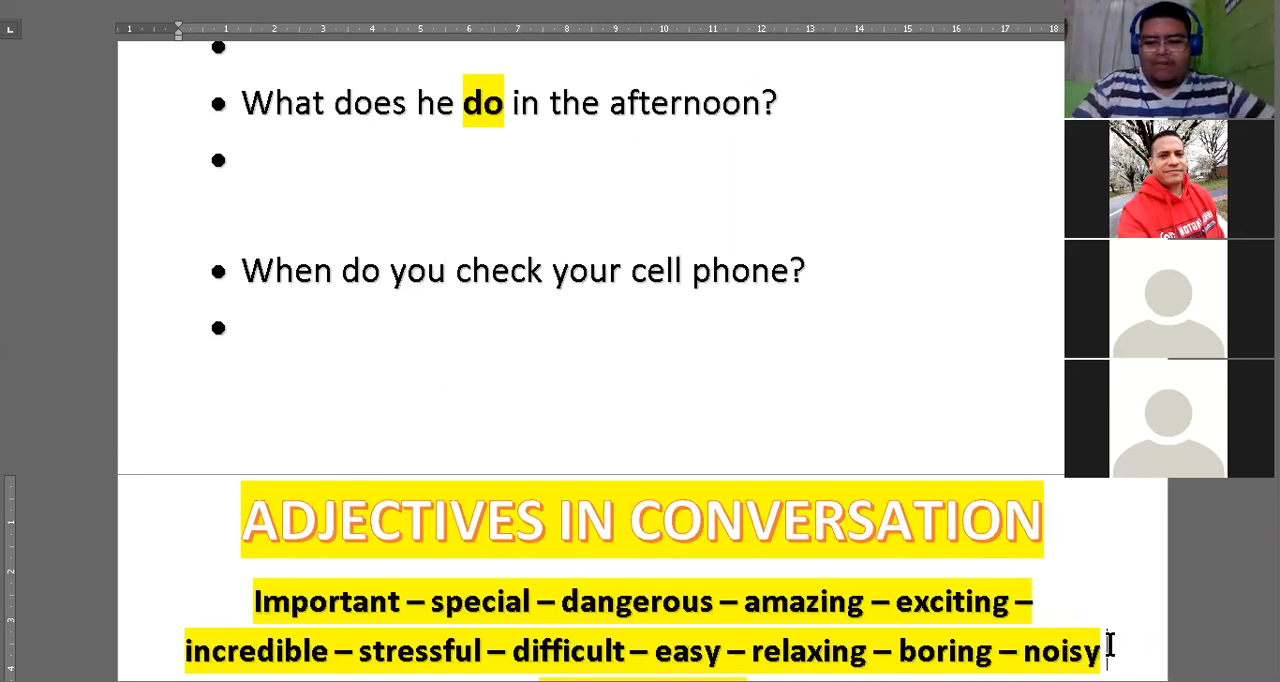 What does he do in the afternoon?
When do you check your cell phone?
ADJECTIVES IN CONVERSATION
Important – special – dangerous – amazing – exciting –
incredible – stressful – difficult – easy – relaxing – boring – noisy